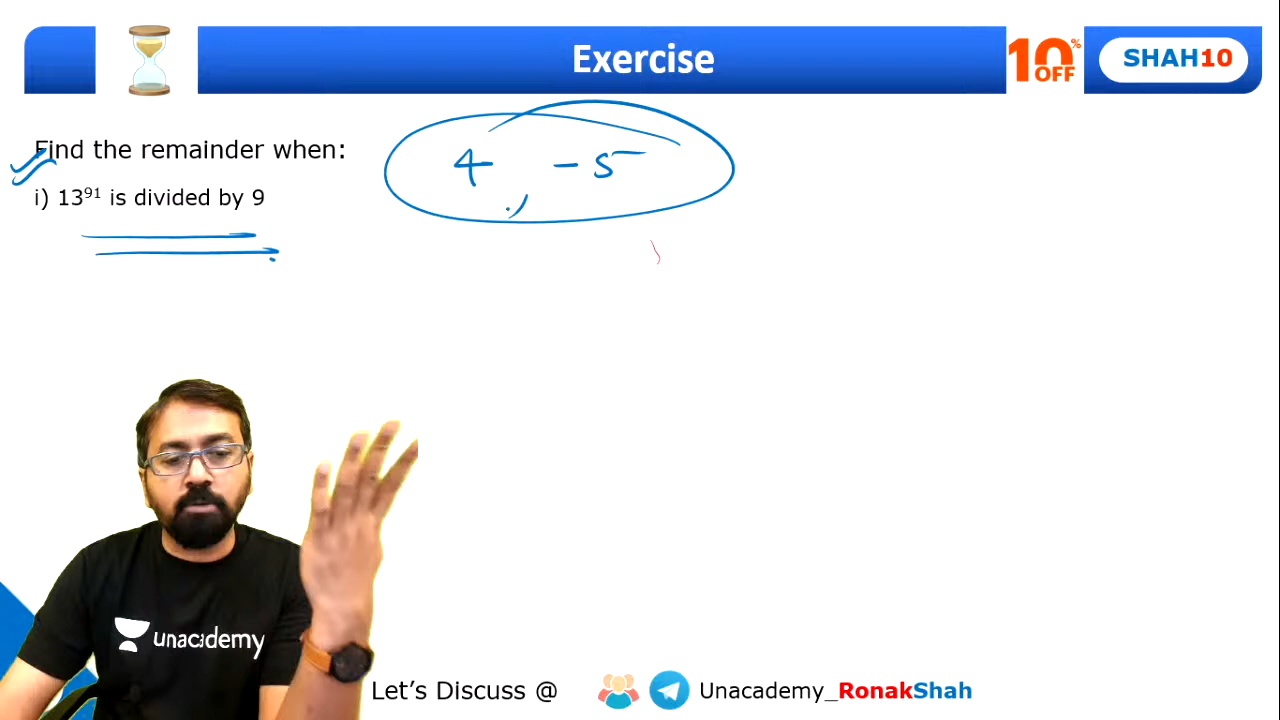 Exercise
10% OFF
SHAH10
Find the remainder when:
4, -5
i) 13⁹¹ is divided by 9
unacademy
Let's Discuss @ Unacademy_RonakShah